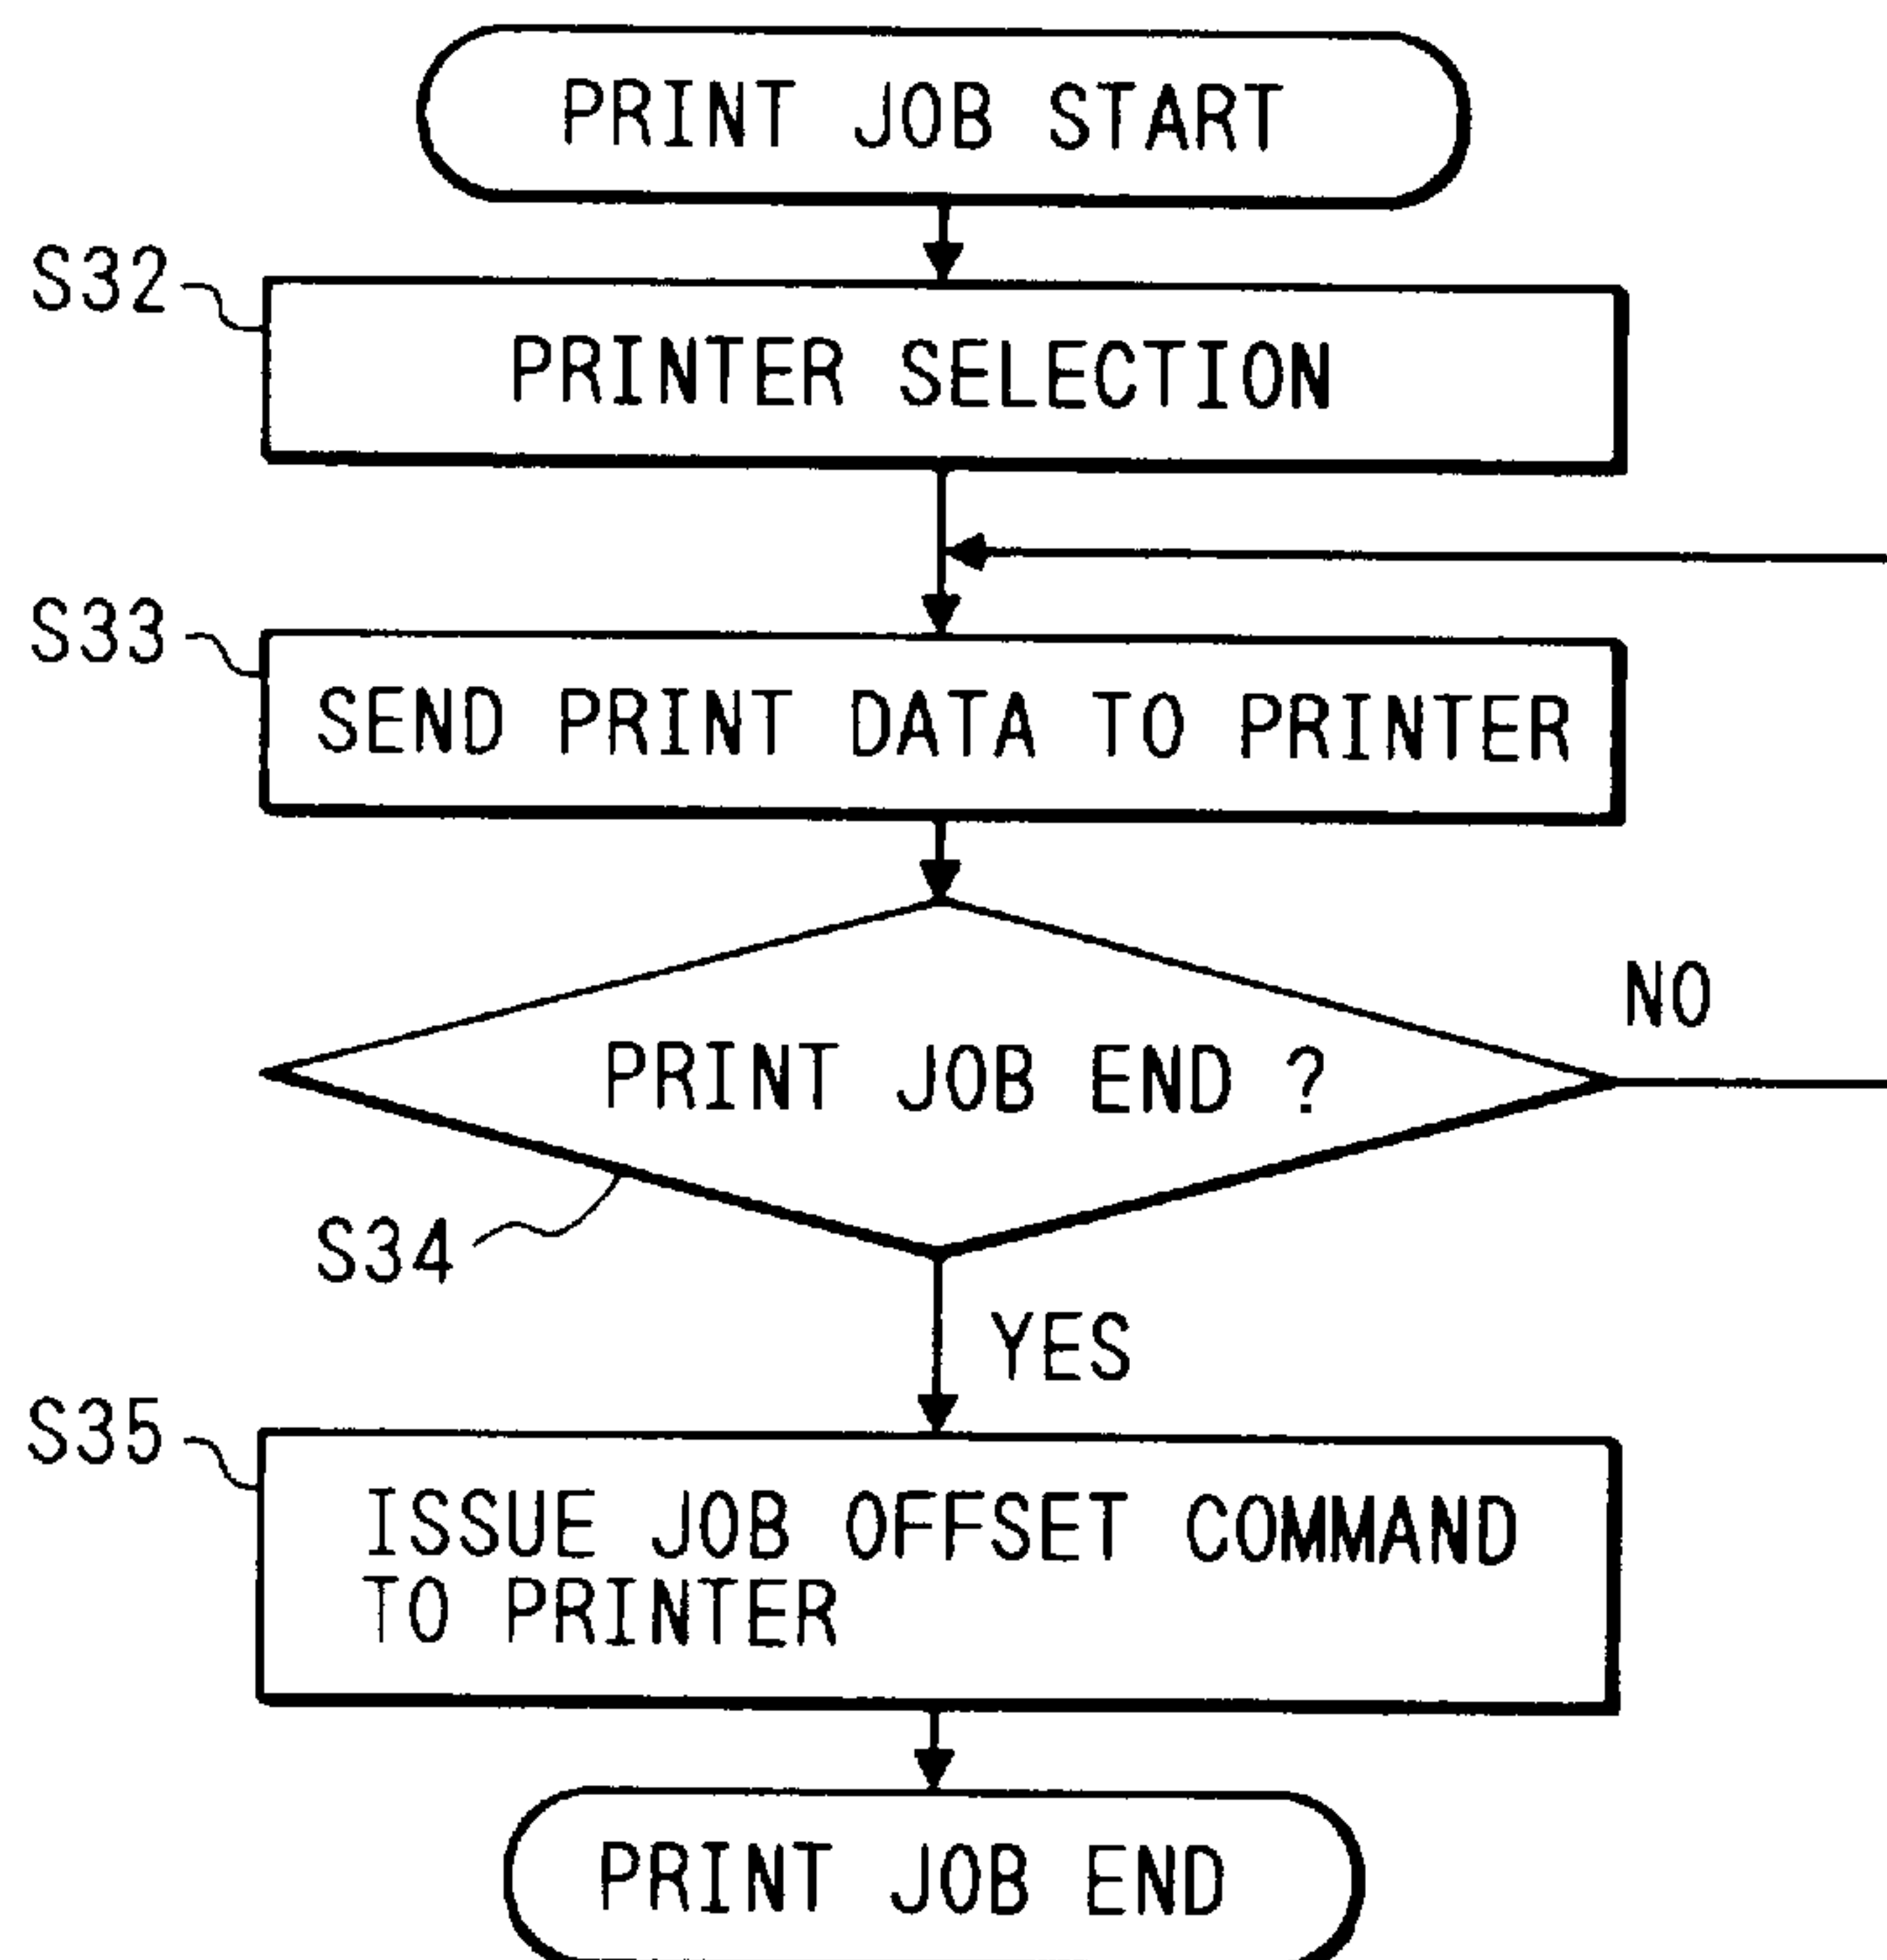 PRINT JOB START
S32
PRINTER SELECTION
S33
SEND PRINT DATA TO PRINTER
NO
PRINT JOB END ?
S34
YES
S35
ISSUE JOB OFFSET COMMAND
TO PRINTER
PRINT JOB END